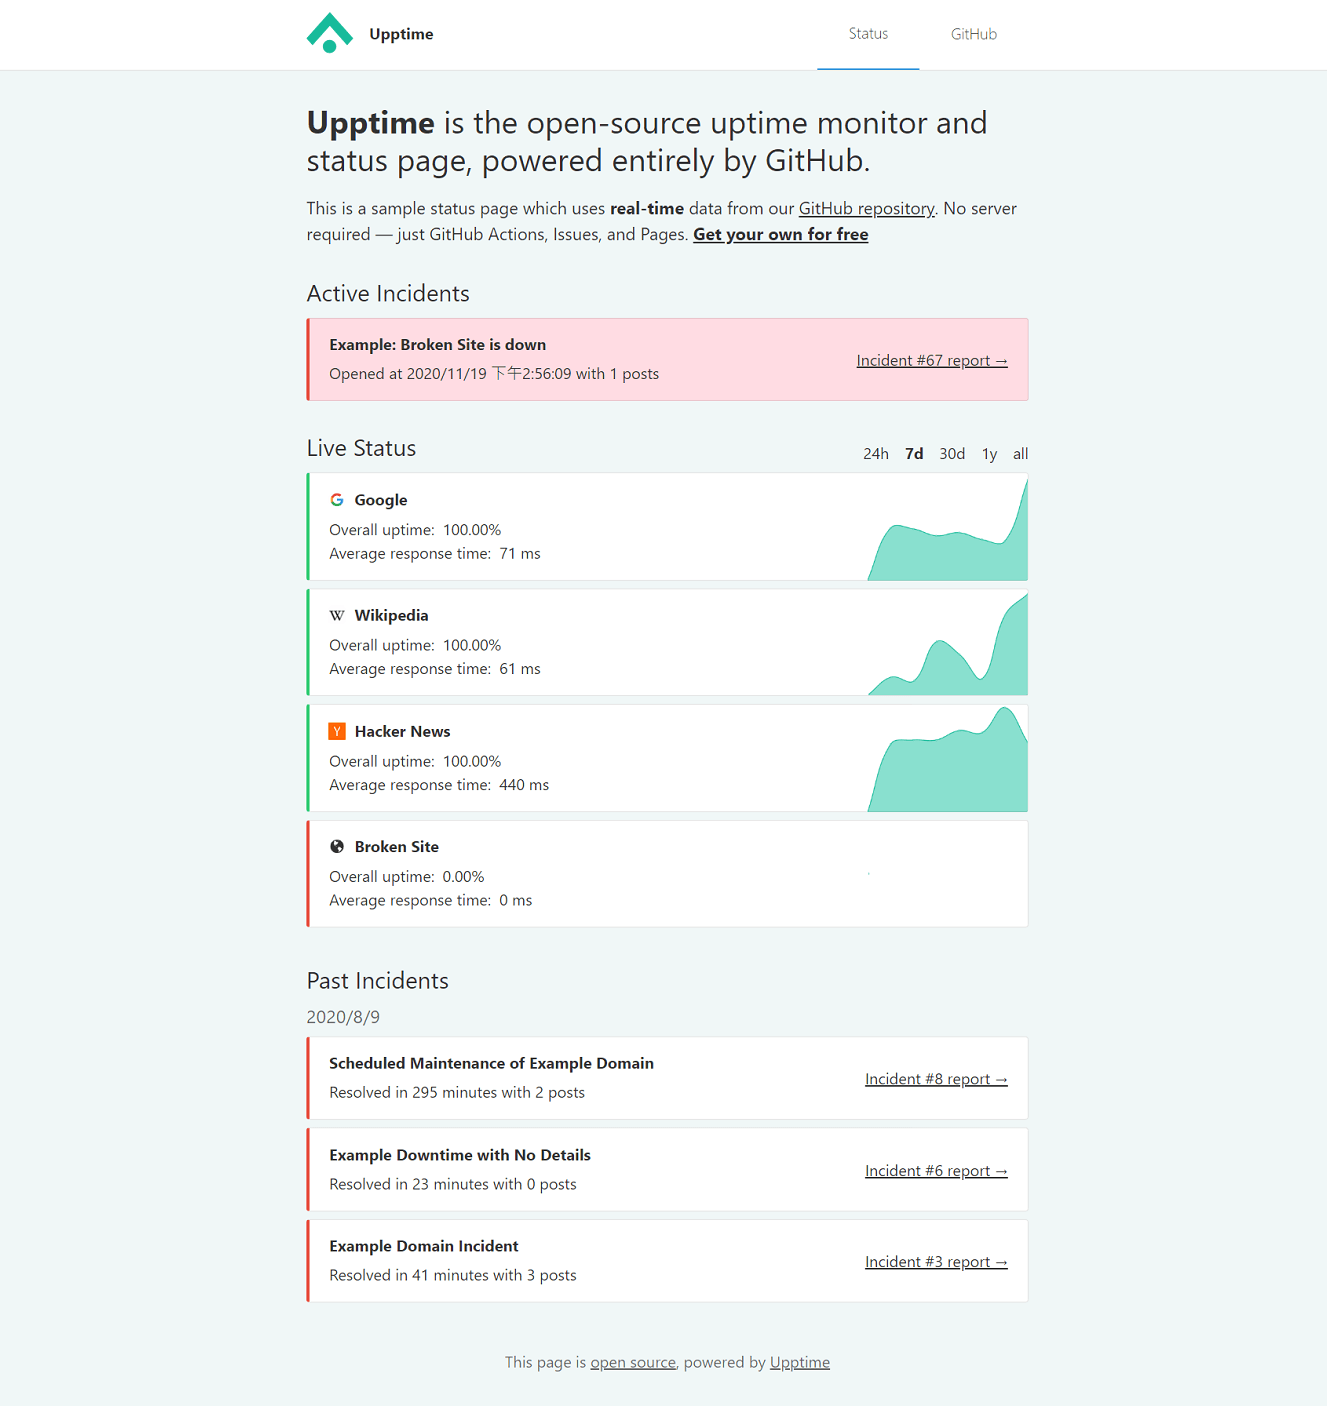 Upptime
Status
GitHub
Upptime is the open-source uptime monitor and
status page, powered entirely by GitHub.
This is a sample status page which uses real-time data from our GitHub repository. No server
required — just GitHub Actions, Issues, and Pages. Get your own for free
Active Incidents
Example: Broken Site is down
Opened at 2020/11/19 下午2:56:09 with 1 posts
Incident #67 report →
Live Status
24h 7d 30d 1y all
G Google
Overall uptime: 100.00%
Average response time: 71 ms
W Wikipedia
Overall uptime: 100.00%
Average response time: 61 ms
Y Hacker News
Overall uptime: 100.00%
Average response time: 440 ms
Broken Site
Overall uptime: 0.00%
Average response time: 0 ms
Past Incidents
2020/8/9
Scheduled Maintenance of Example Domain
Resolved in 295 minutes with 2 posts
Incident #8 report →
Example Downtime with No Details
Resolved in 23 minutes with 0 posts
Incident #6 report →
Example Domain Incident
Resolved in 41 minutes with 3 posts
Incident #3 report →
This page is open source, powered by Upptime